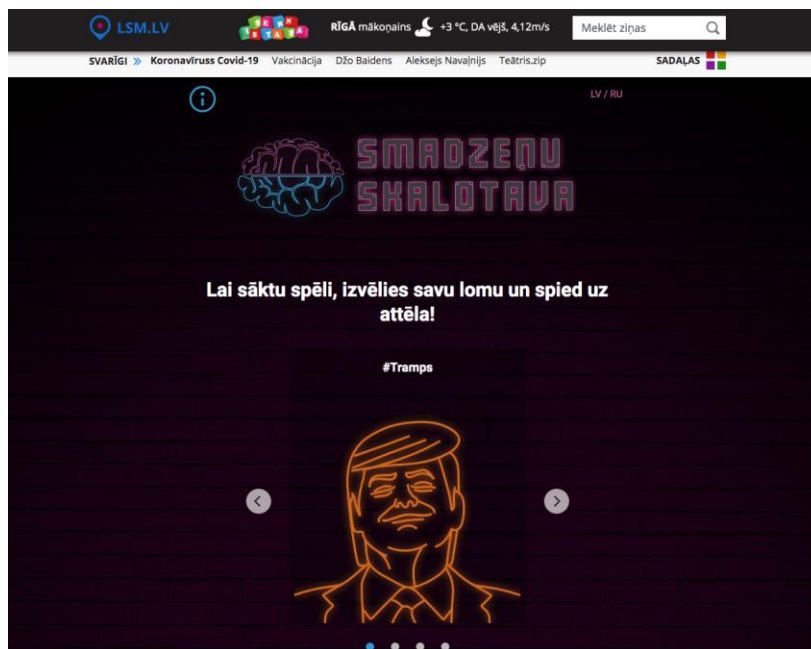 LSM.LV
ĪSTENĪ
ISTABA
RĪGĀ mākoņains +3 °C, DA vējš, 4,12m/s
Meklēt ziņas
SVARĪGI » Koronavīruss Covid-19 Vakcinācija Džo Baidens Aleksejs Navaļnijs Teātris.zip
SADAĻAS
LV / RU
SMADZEŅU
SKALOTAVA
Lai sāktu spēli, izvēlies savu lomu un spied uz
attēla!
#Tramps